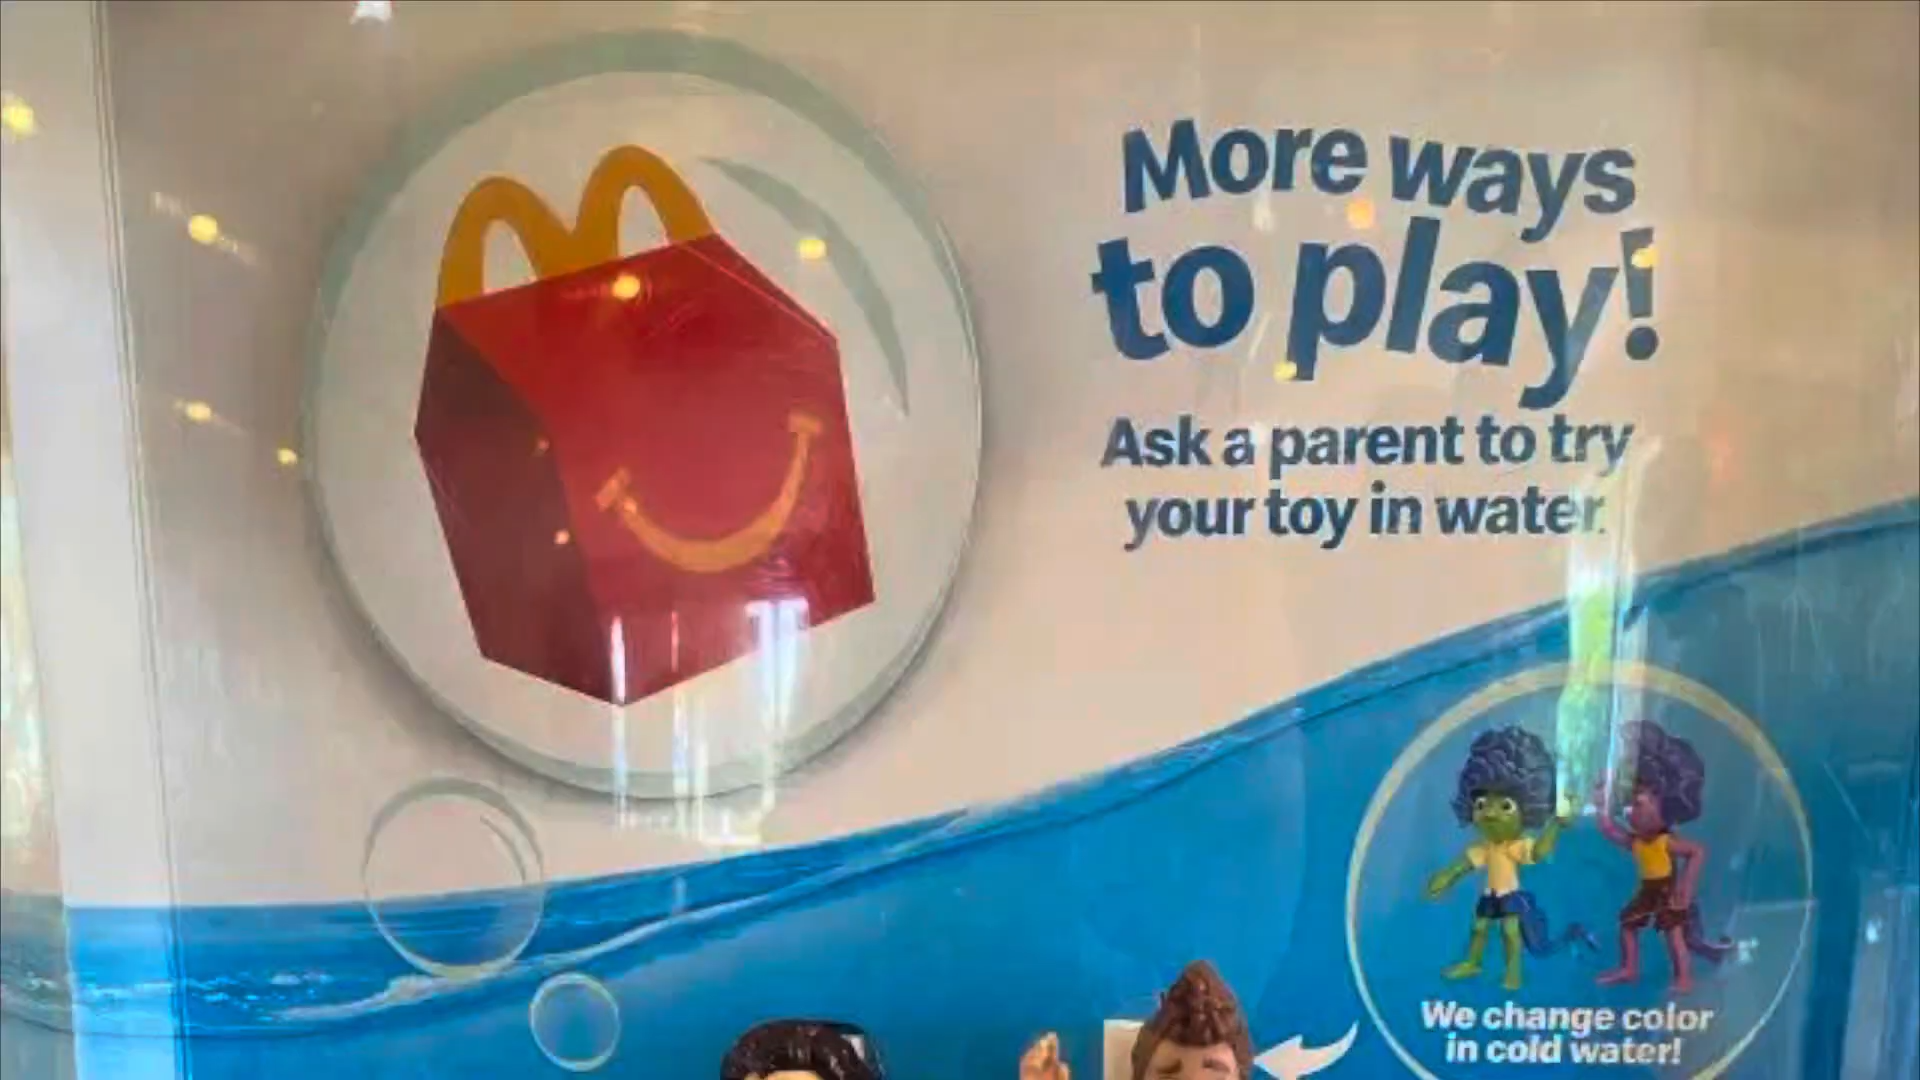 More ways
to play!
Ask a parent to try
your toy in water.
We change color
in cold water!